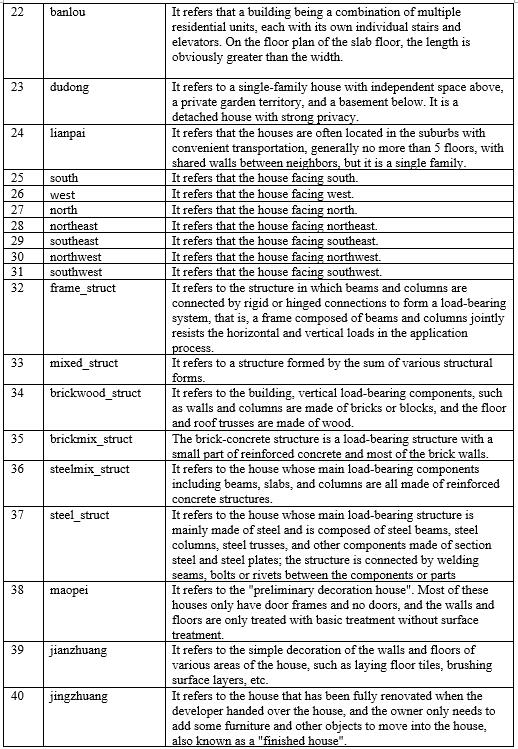 22 banlou It refers that a building being a combination of multiple
residential units, each with its own individual stairs and
elevators. On the floor plan of the slab floor, the length is
obviously greater than the width.
23 dudong It refers to a single-family house with independent space above,
a private garden territory, and a basement below. It is a
detached house with strong privacy.
24 lianpai It refers that the houses are often located in the suburbs with
convenient transportation, generally no more than 5 floors, with
shared walls between neighbors, but it is a single family.
25 south It refers that the house facing south.
26 west It refers that the house facing west.
27 north It refers that the house facing north.
28 northeast It refers that the house facing northeast.
29 southeast It refers that the house facing southeast.
30 northwest It refers that the house facing northwest.
31 southwest It refers that the house facing southwest.
32 frame_struct It refers to the structure in which beams and columns are
connected by rigid or hinged connections to form a load-bearing
system, that is, a frame composed of beams and columns jointly
resists the horizontal and vertical loads in the application
process.
33 mixed_struct It refers to a structure formed by the sum of various structural
forms.
34 brickwood_struct It refers to the building, vertical load-bearing components, such
as walls and columns are made of bricks or blocks, and the floor
and roof trusses are made of wood.
35 brickmix_struct The brick-concrete structure is a load-bearing structure with a
small part of reinforced concrete and most of the brick walls.
36 steelmix_struct It refers to the house whose main load-bearing components
including beams, slabs, and columns are all made of reinforced
concrete structures.
37 steel_struct It refers to the house whose main load-bearing structure is
mainly made of steel and is composed of steel beams, steel
columns, steel trusses, and other components made of section
steel and steel plates; the structure is connected by welding
seams, bolts or rivets between the components or parts
38 maopei It refers to the "preliminary decoration house". Most of these
houses only have door frames and no doors, and the walls and
floors are only treated with basic treatment without surface
treatment.
39 jianzhuang It refers to the simple decoration of the walls and floors of
various areas of the house, such as laying floor tiles, brushing
surface layers, etc.
40 jingzhuang It refers to the house that has been fully renovated when the
developer handed over the house, and the owner only needs to
add some furniture and other objects to move into the house,
also known as a "finished house".